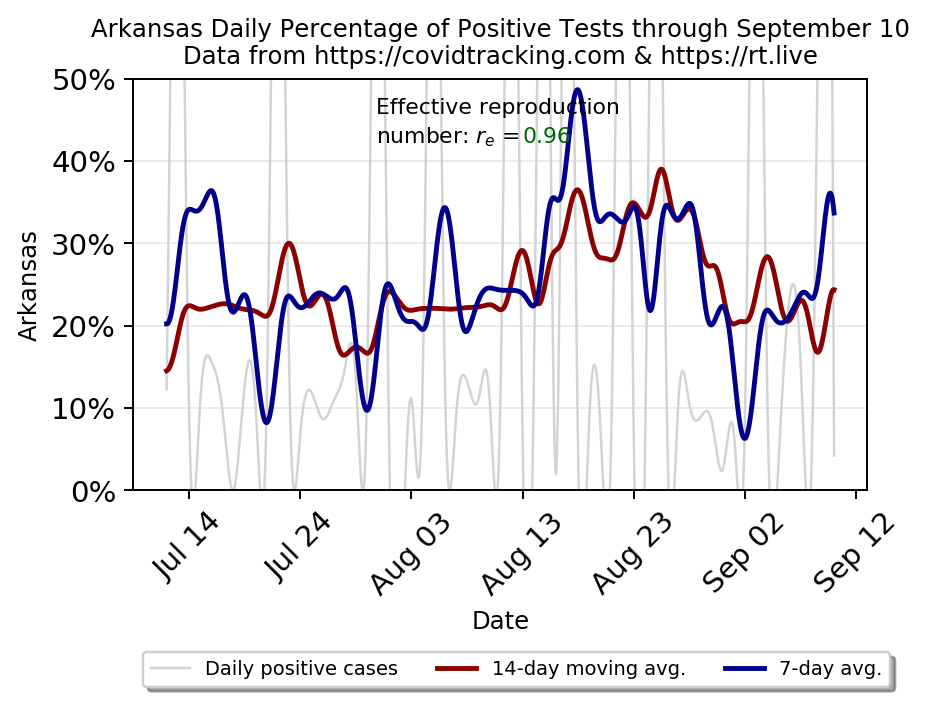 Arkansas Daily Percentage of Positive Tests through September 10
Data from https://covidtracking.com & https://rt.live
50%
Effective reproduction
number: rₑ =0.96
40%
30%
20%
10%
0%
Arkansas
Jul 14
Jul 24
Aug 03
Aug 13
Aug 23
Sep 02
Sep 12
Date
Daily positive cases
14-day moving avg.
7-day avg.